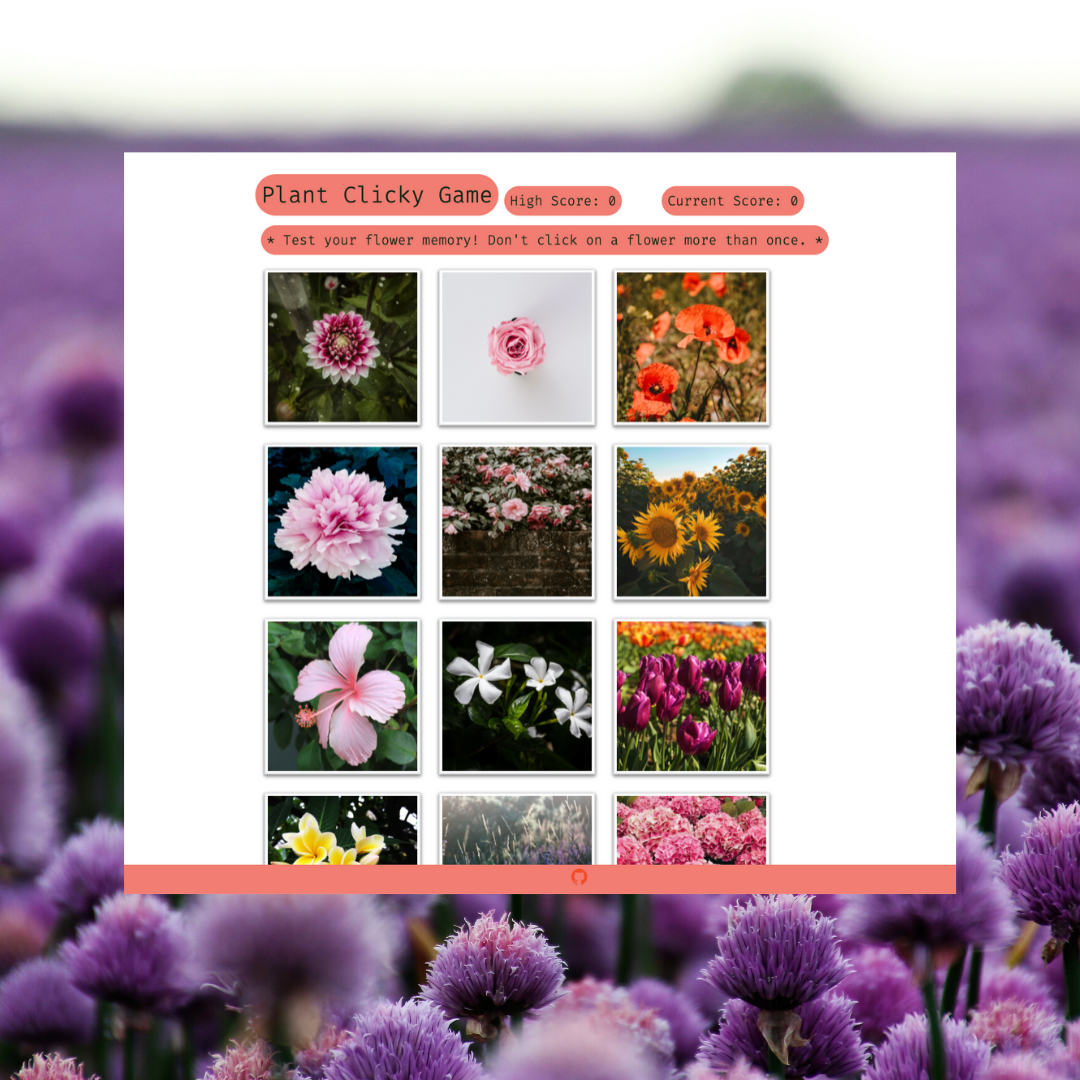 Plant Clicky Game
High Score: 0
Current Score: 0
* Test your flower memory! Don't click on a flower more than once. *